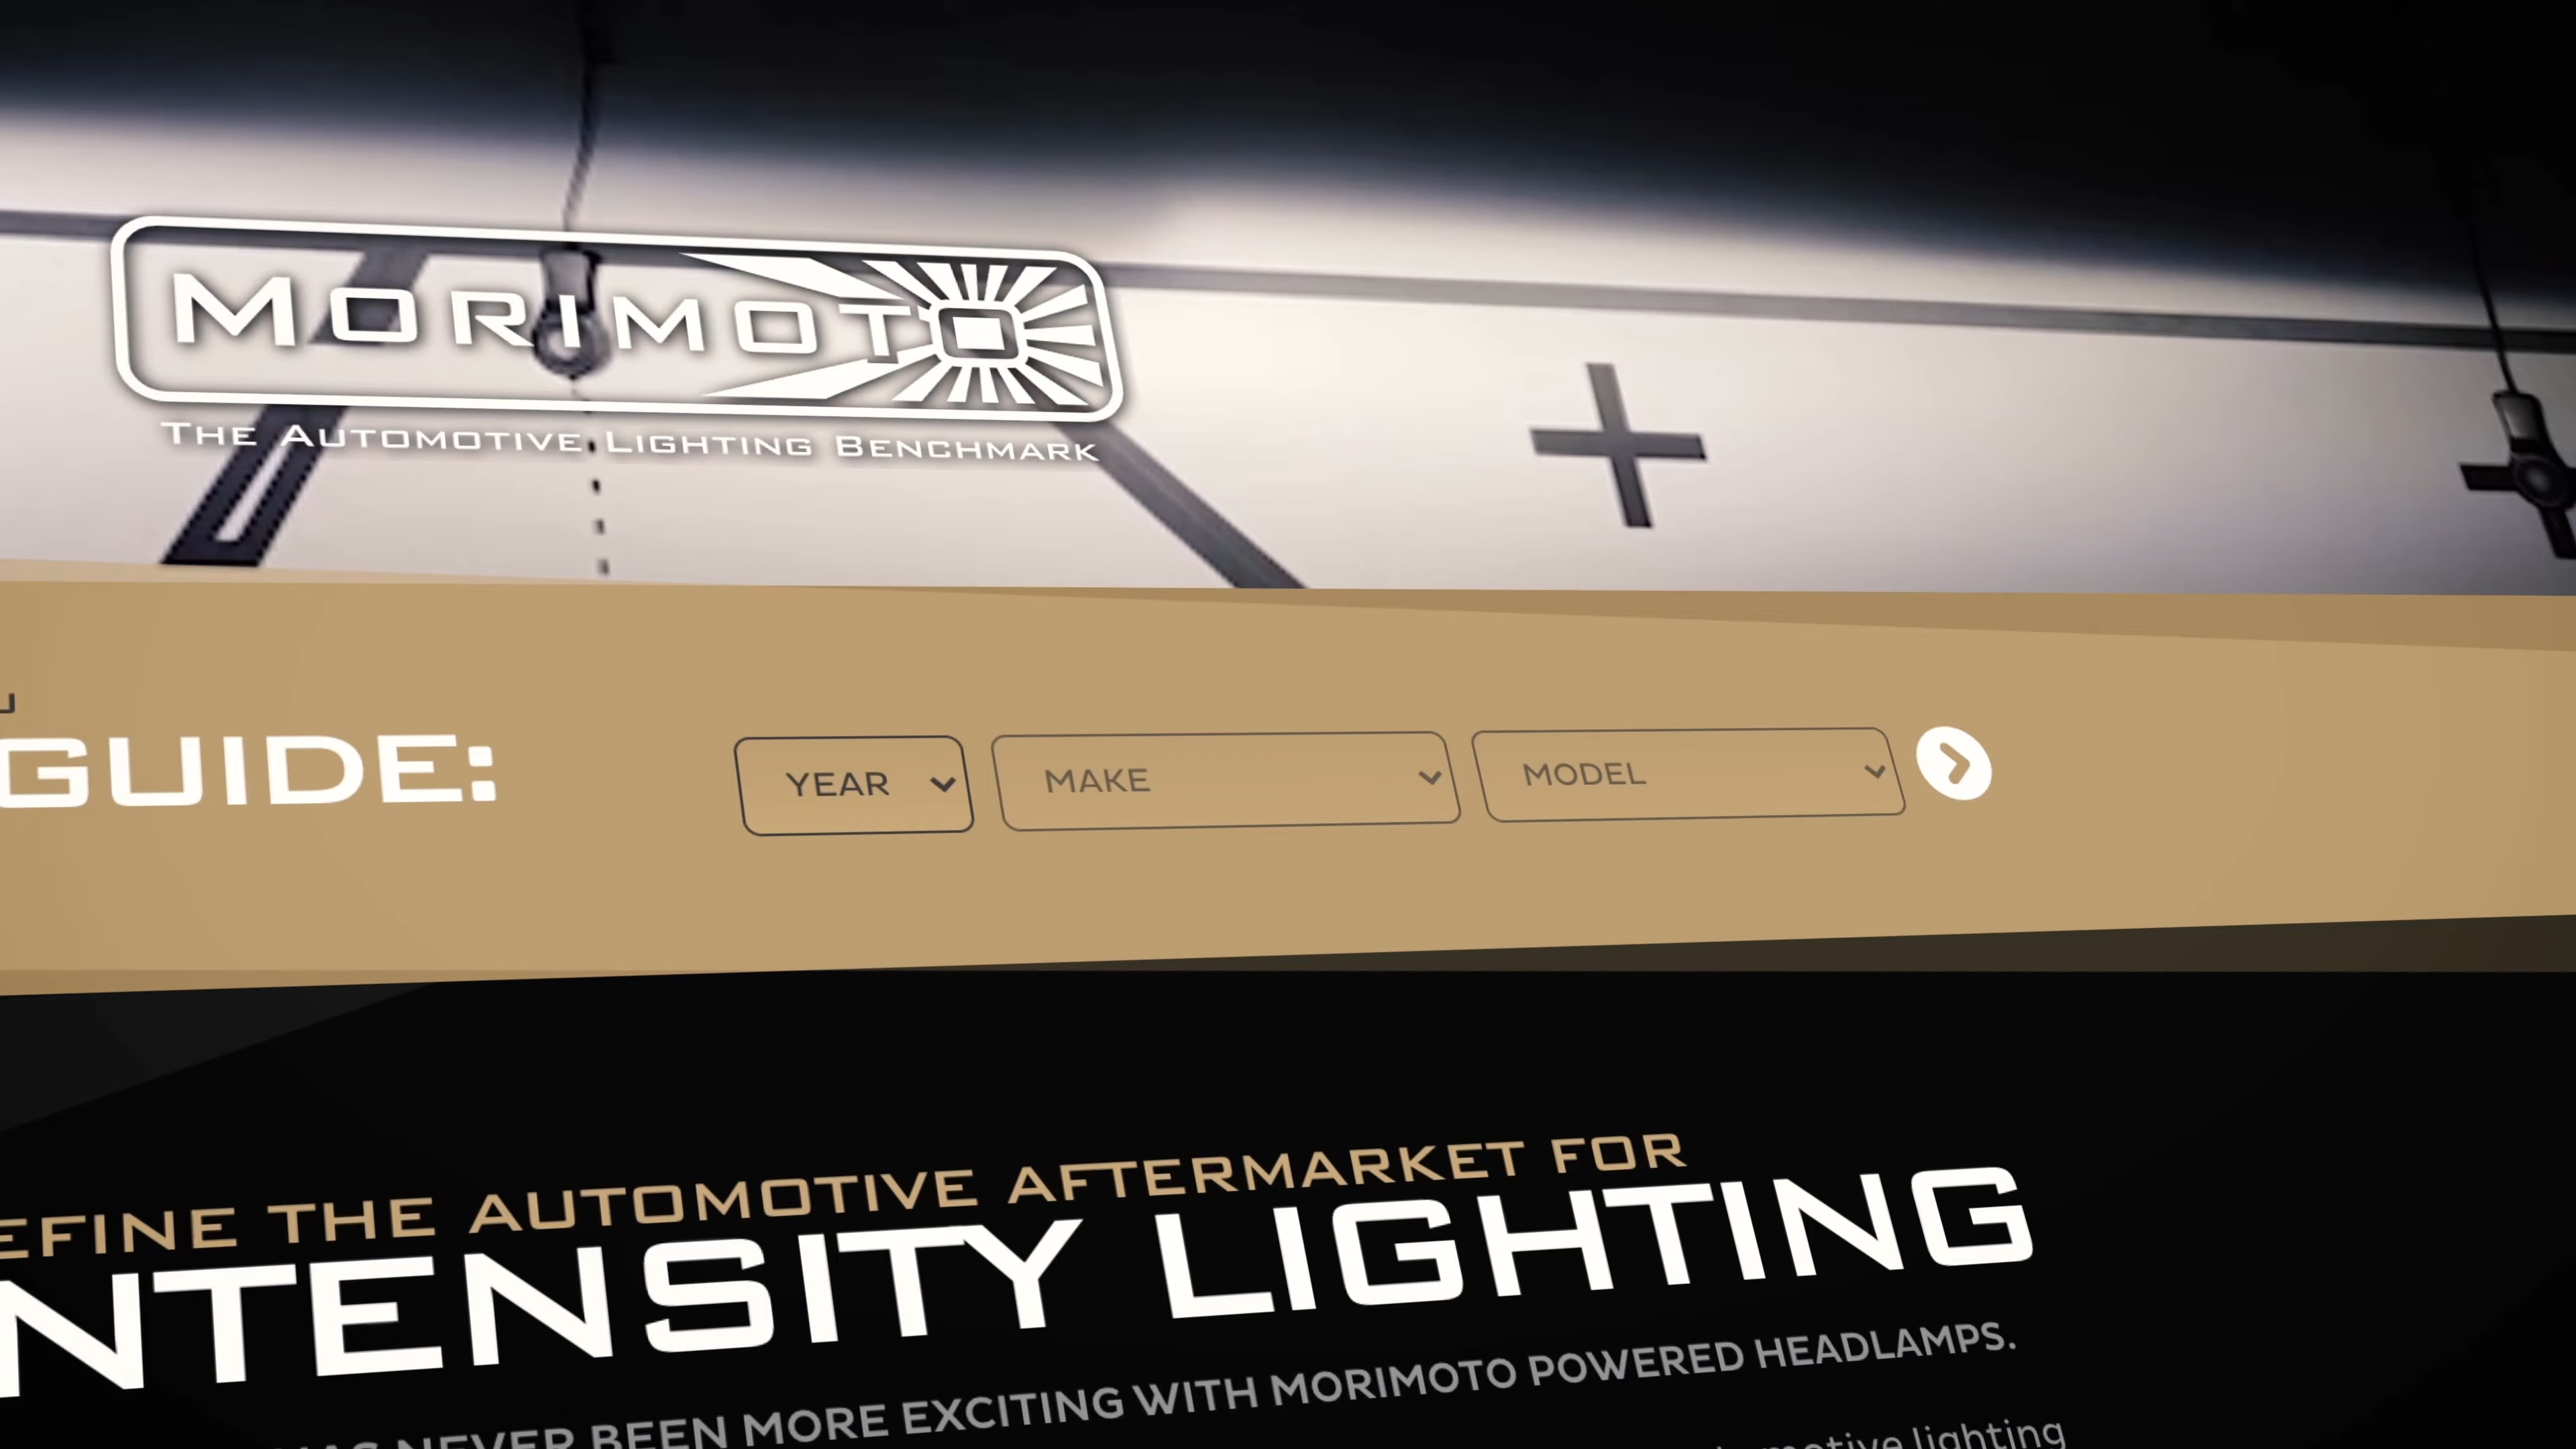 MORIMOTO
THE AUTOMOTIVE LIGHTING BENCHMARK
GUIDE:
YEAR
MAKE
MODEL
EFINE THE AUTOMOTIVE AFTERMARKET FOR
NTENSITY LIGHTING
NEVER BEEN MORE EXCITING WITH MORIMOTO POWERED HEADLAMPS.
lighting